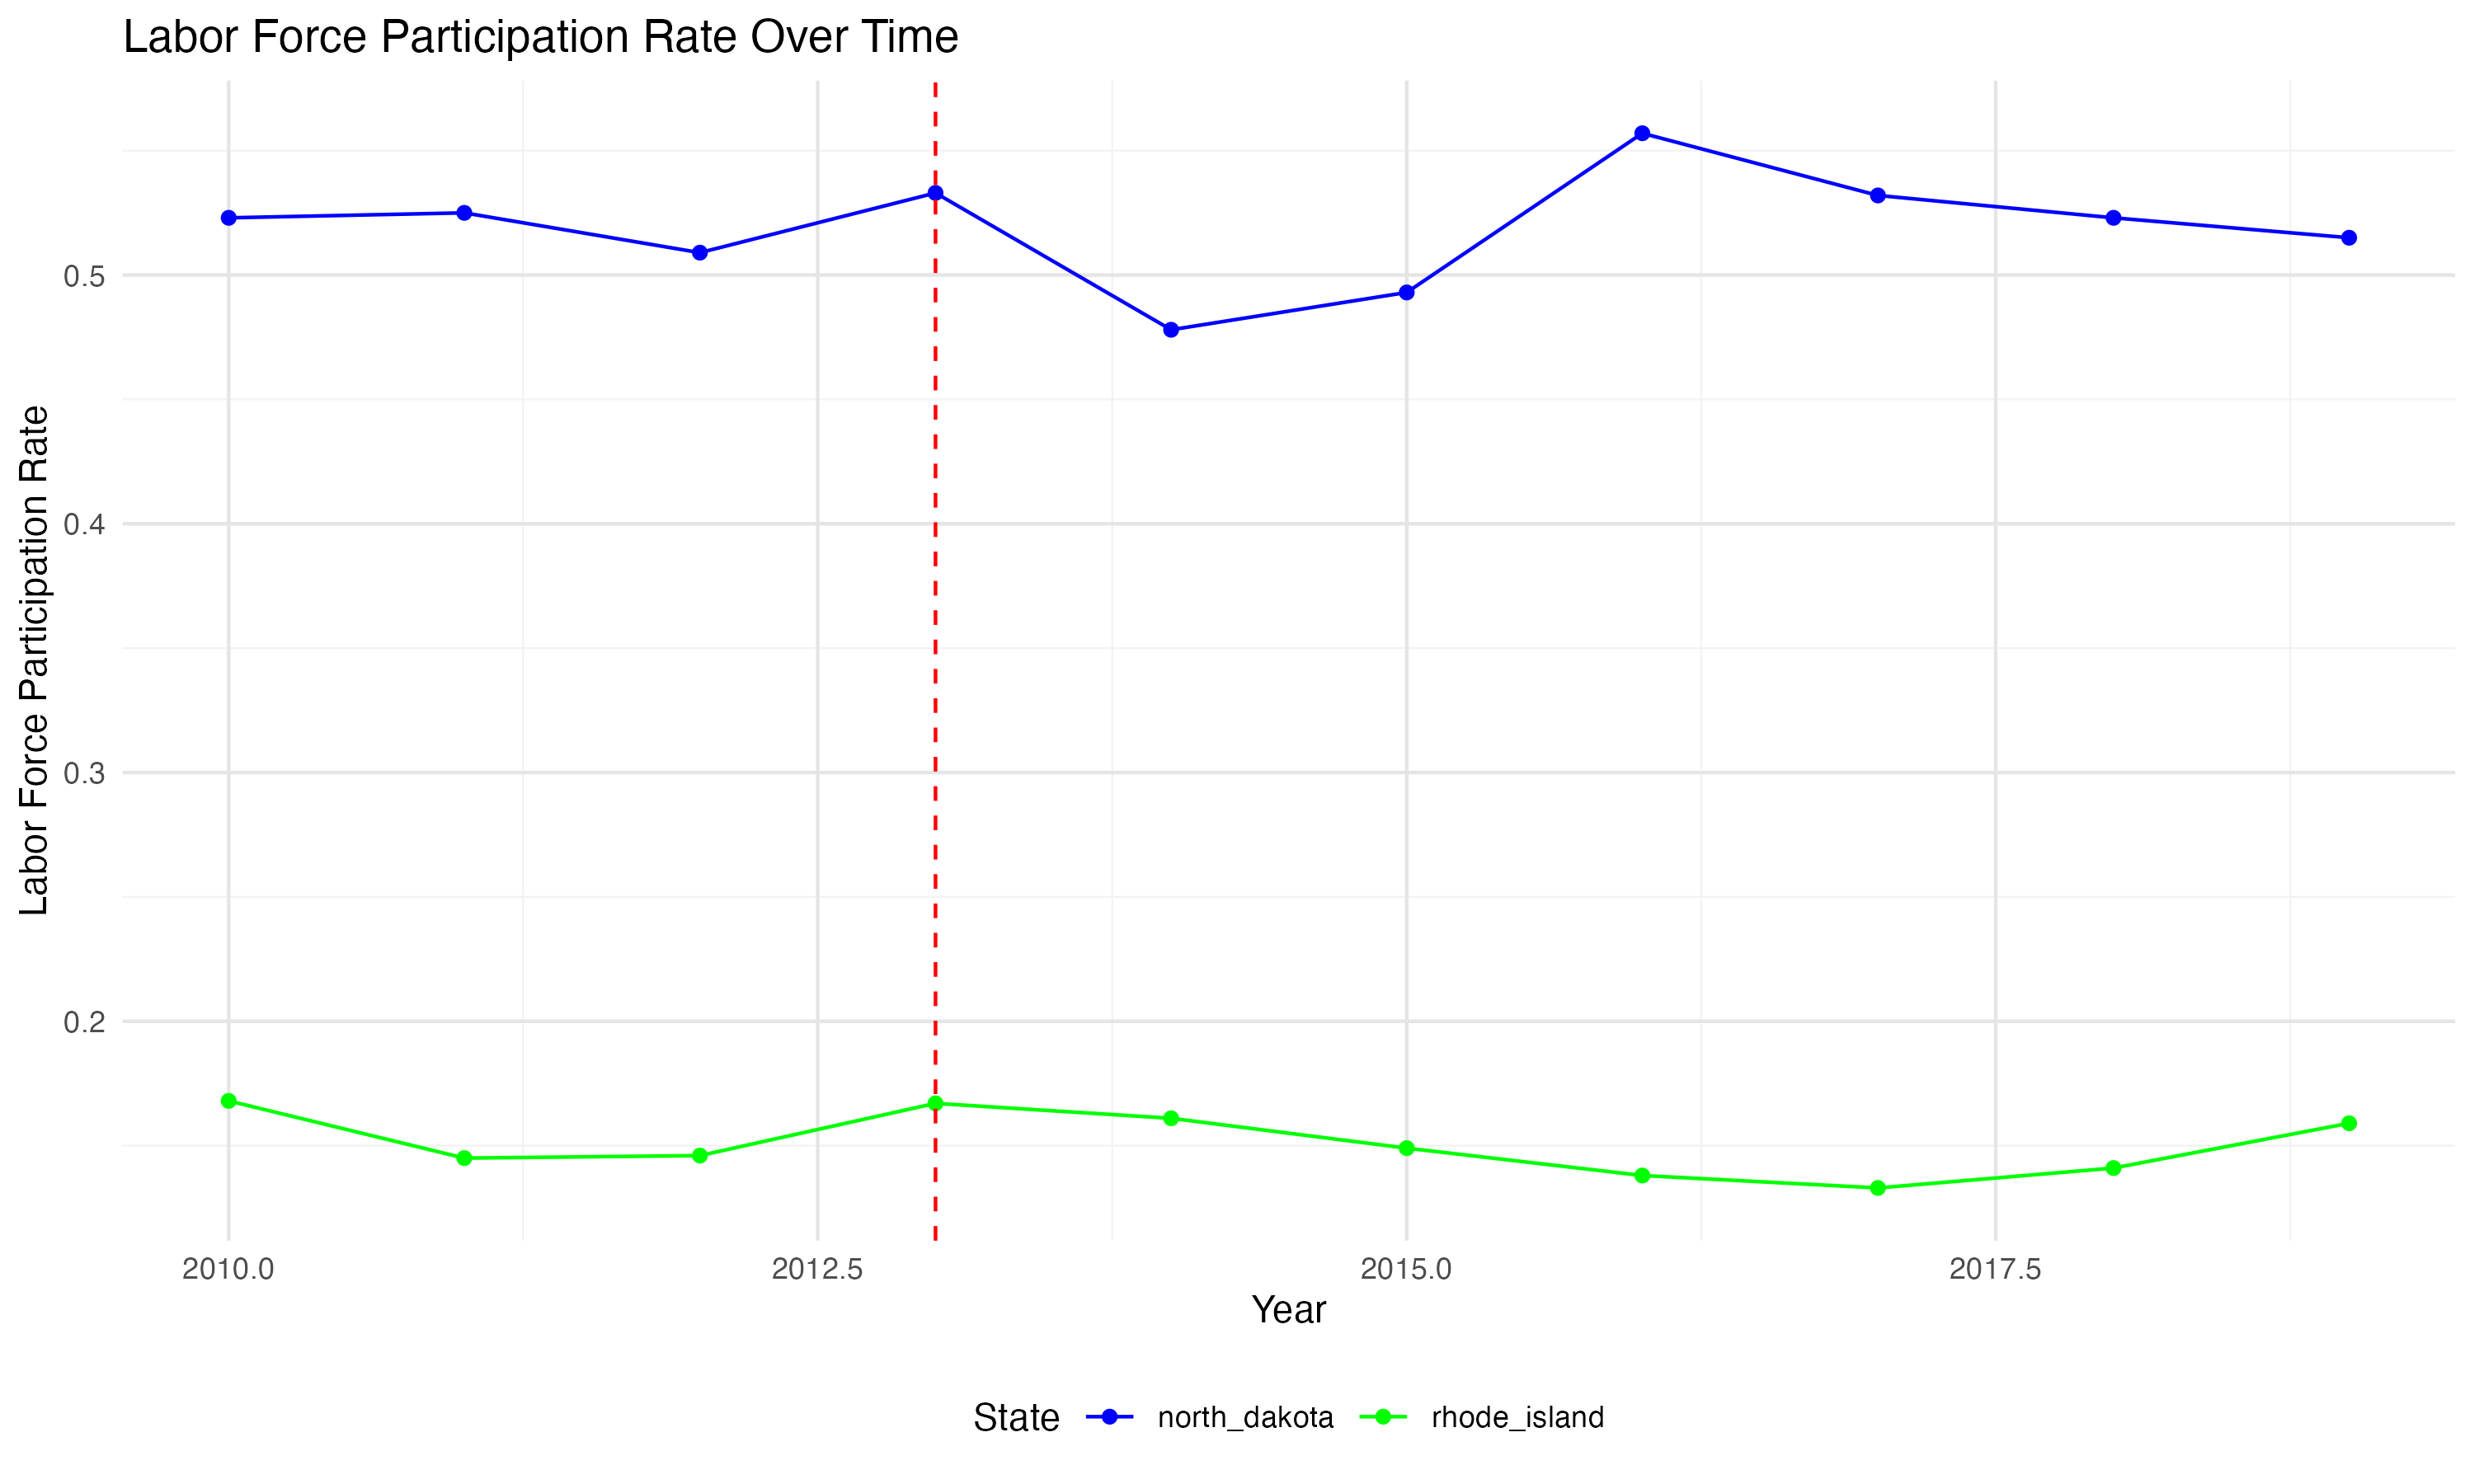 Labor Force Participation Rate Over Time
Labor Force Participation Rate
0.5
0.4
0.3
0.2
2010.0 2012.5 2015.0 2017.5
Year
State north_dakota rhode_island